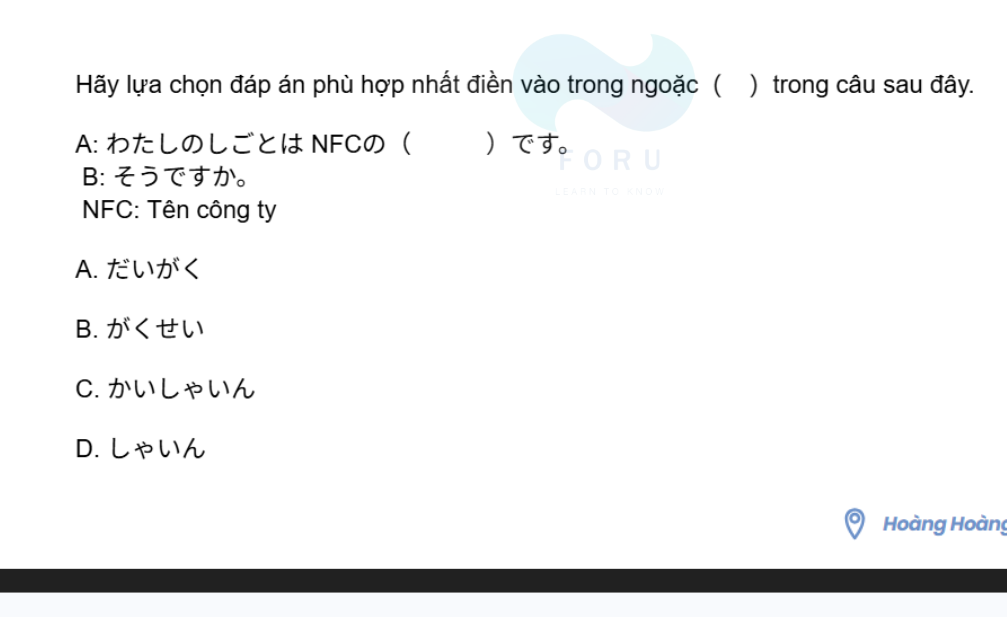 Hãy lựa chọn đáp án phù hợp nhất điền vào trong ngoặc ( ) trong câu sau đây.
A: わたしのしごとは NFCの（　　　）です。
FORU
LEARN TO KNOW
B: そうですか。
NFC: Tên công ty
A. だいがく
B. がくせい
C. かいしゃいん
D. しゃいん
Hoàng Hoàng